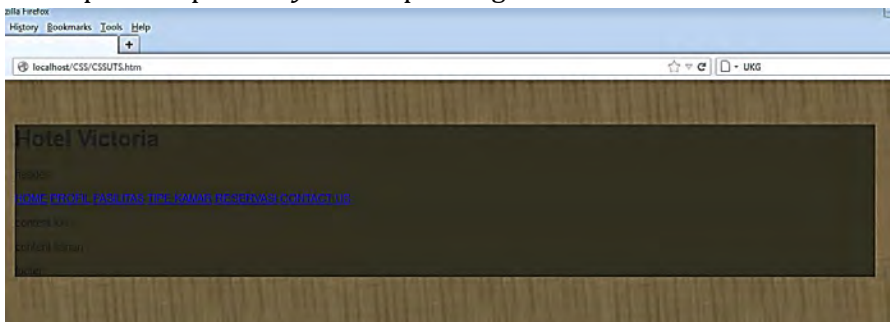 zilla Firefox
History Bookmarks Tools Help
+
localhost/CSS/CSSUTS.htm
UKG
Hotel Victoria
header
HOME PROFIL FASILITAS TIPE KAMAR RESERVASI CONTACT US
content kiri
content kanan
footer